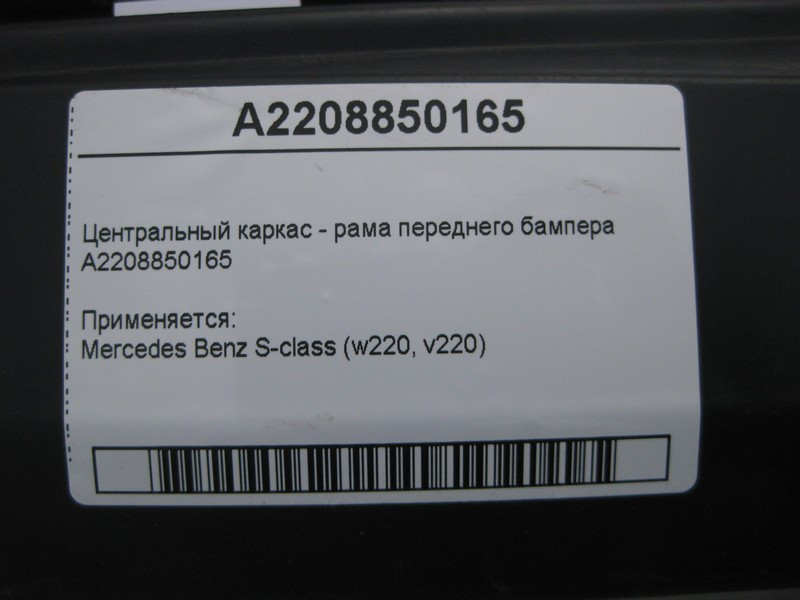 A2208850165
Центральный каркас - рама переднего бампера
A2208850165
Применяется:
Mercedes Benz S-class (w220, v220)